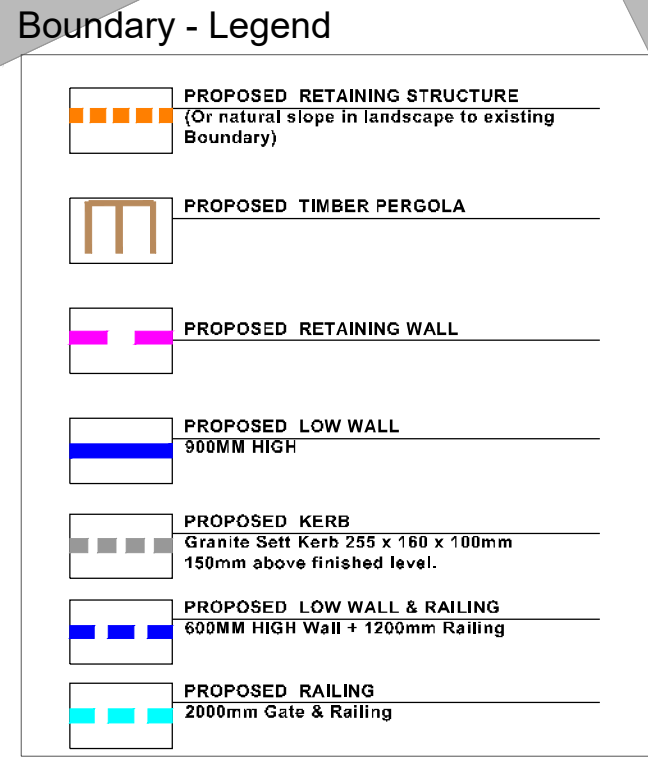 Boundary - Legend
PROPOSED RETAINING STRUCTURE
(Or natural slope in landscape to existing
Boundary)
PROPOSED TIMBER PERGOLA
PROPOSED RETAINING WALL
PROPOSED LOW WALL
900MM HIGH
PROPOSED KERB
Granite Sett Kerb 255 x 160 x 100mm
150mm above finished level.
PROPOSED LOW WALL & RAILING
600MM HIGH Wall + 1200mm Railing
PROPOSED RAILING
2000mm Gate & Railing